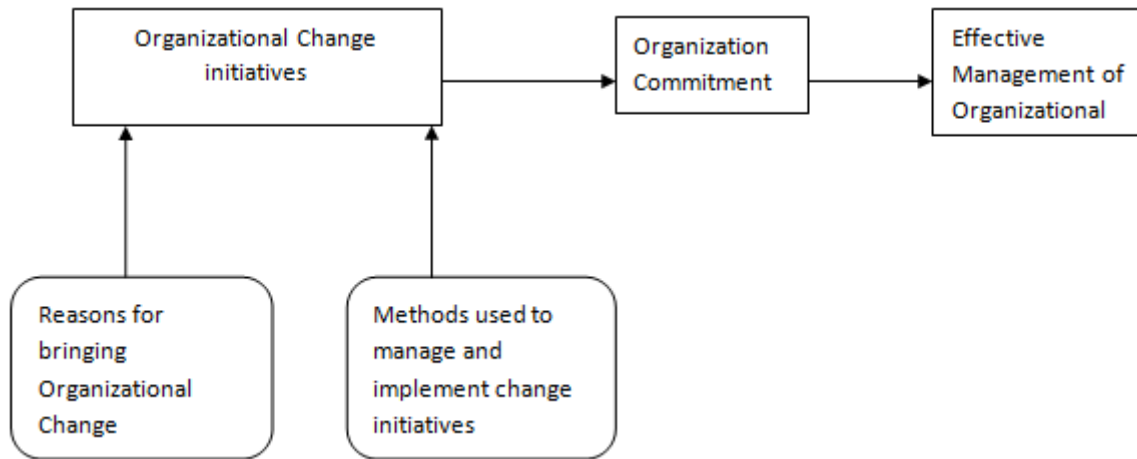 Organizational Change
initiatives
Organization
Commitment
Effective
Management of
Organizational
Reasons for
bringing
Organizational
Change
Methods used to
manage and
implement change
initiatives